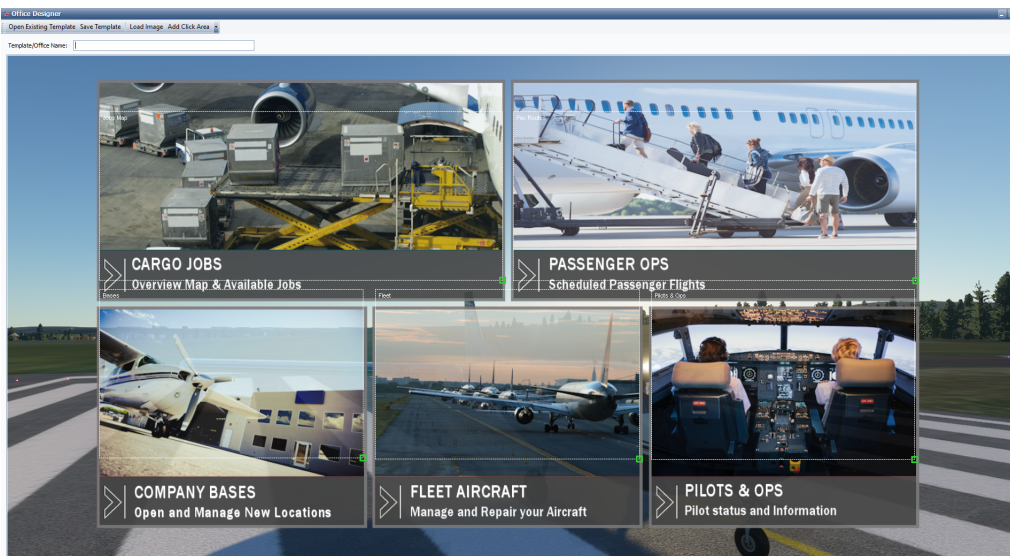 Office Designer
Open Existing Template Save Template Load Image Add Click Area
Template/Office Name:
Jobs Map
CARGO JOBS
Overview Map & Available Jobs
PASSENGER OPS
Scheduled Passenger Flights
Bases
Fleet
Pilots & Ops
COMPANY BASES
Open and Manage New Locations
FLEET AIRCRAFT
Manage and Repair your Aircraft
PILOTS & OPS
Pilot status and Information